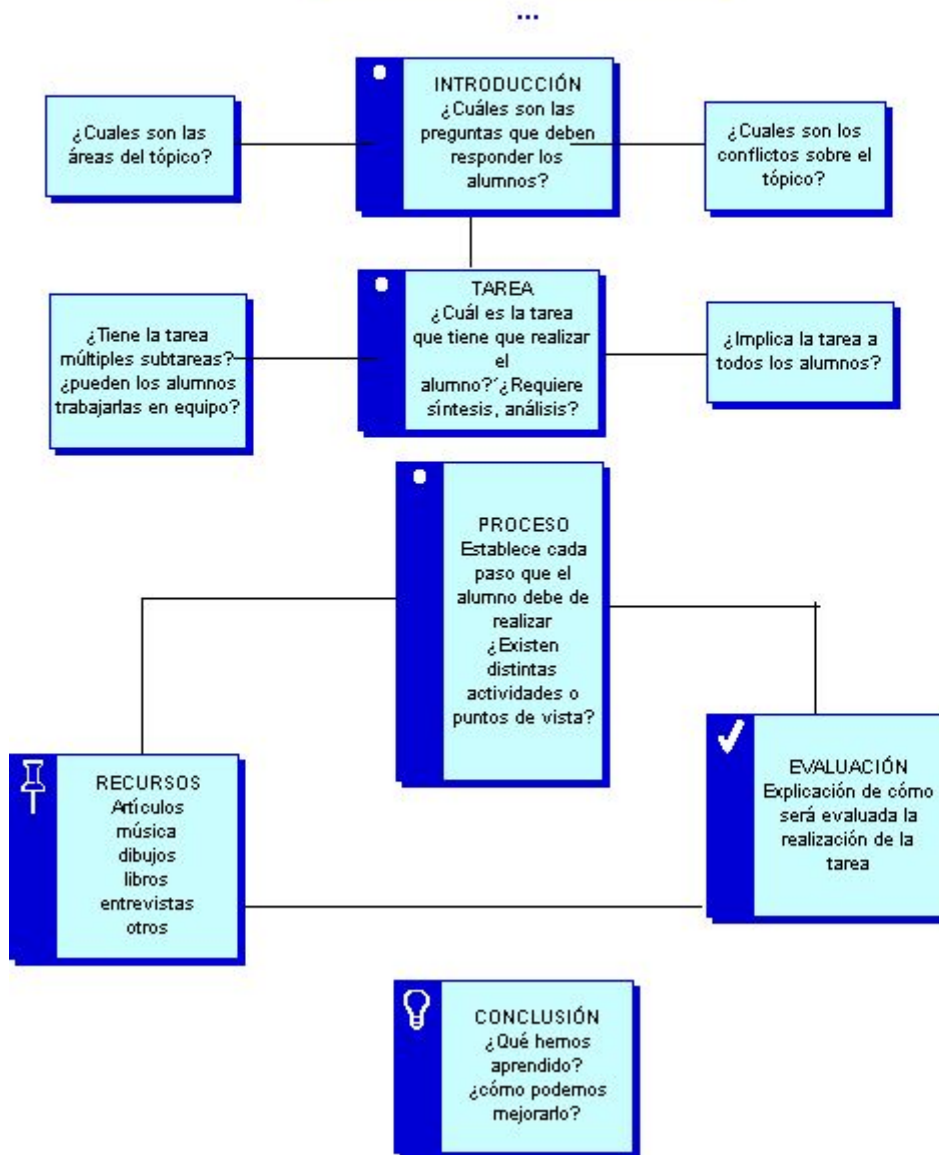 ...
¿Cuales son las
áreas del tópico?
INTRODUCCIÓN
¿Cuáles son las
preguntas que deben
responder los
alumnos?
¿Cuales son los
conflictos sobre el
tópico?
¿Tiene la tarea
múltiples subtareas?
¿pueden los alumnos
trabajarlas en equipo?
TAREA
¿Cuál es la tarea
que tiene que realizar
el
alumno?´¿Requiere
síntesis, análisis?
¿Implica la tarea a
todos los alumnos?
PROCESO
Establece cada
paso que el
alumno debe de
realizar
¿Existen
distintas
actividades o
puntos de vista?
RECURSOS
Artículos
música
dibujos
libros
entrevistas
otros
EVALUACIÓN
Explicación de cómo
será evaluada la
realización de la
tarea
CONCLUSIÓN
¿Qué hemos
aprendido?
¿cómo podemos
mejorarlo?